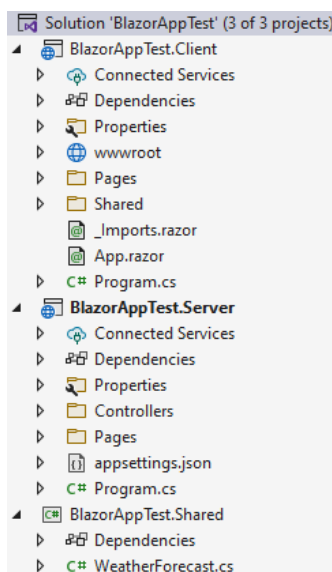 Solution 'BlazorAppTest' (3 of 3 projects)
BlazorAppTest.Client
Connected Services
Dependencies
Properties
wwwroot
Pages
Shared
_Imports.razor
App.razor
C# Program.cs
BlazorAppTest.Server
Connected Services
Dependencies
Properties
Controllers
Pages
appsettings.json
C# Program.cs
C# BlazorAppTest.Shared
Dependencies
C# WeatherForecast.cs